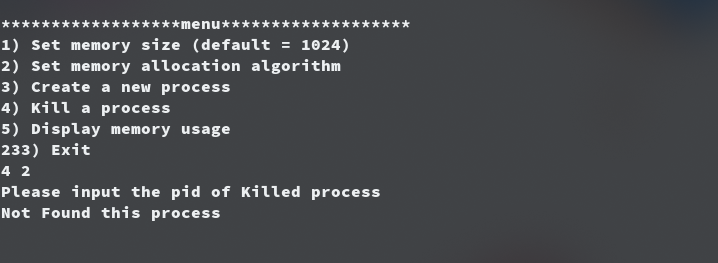 ******************menu*******************
1) Set memory size (default = 1024)
2) Set memory allocation algorithm
3) Create a new process
4) Kill a process
5) Display memory usage
233) Exit
4 2
Please input the pid of Killed process
Not Found this process